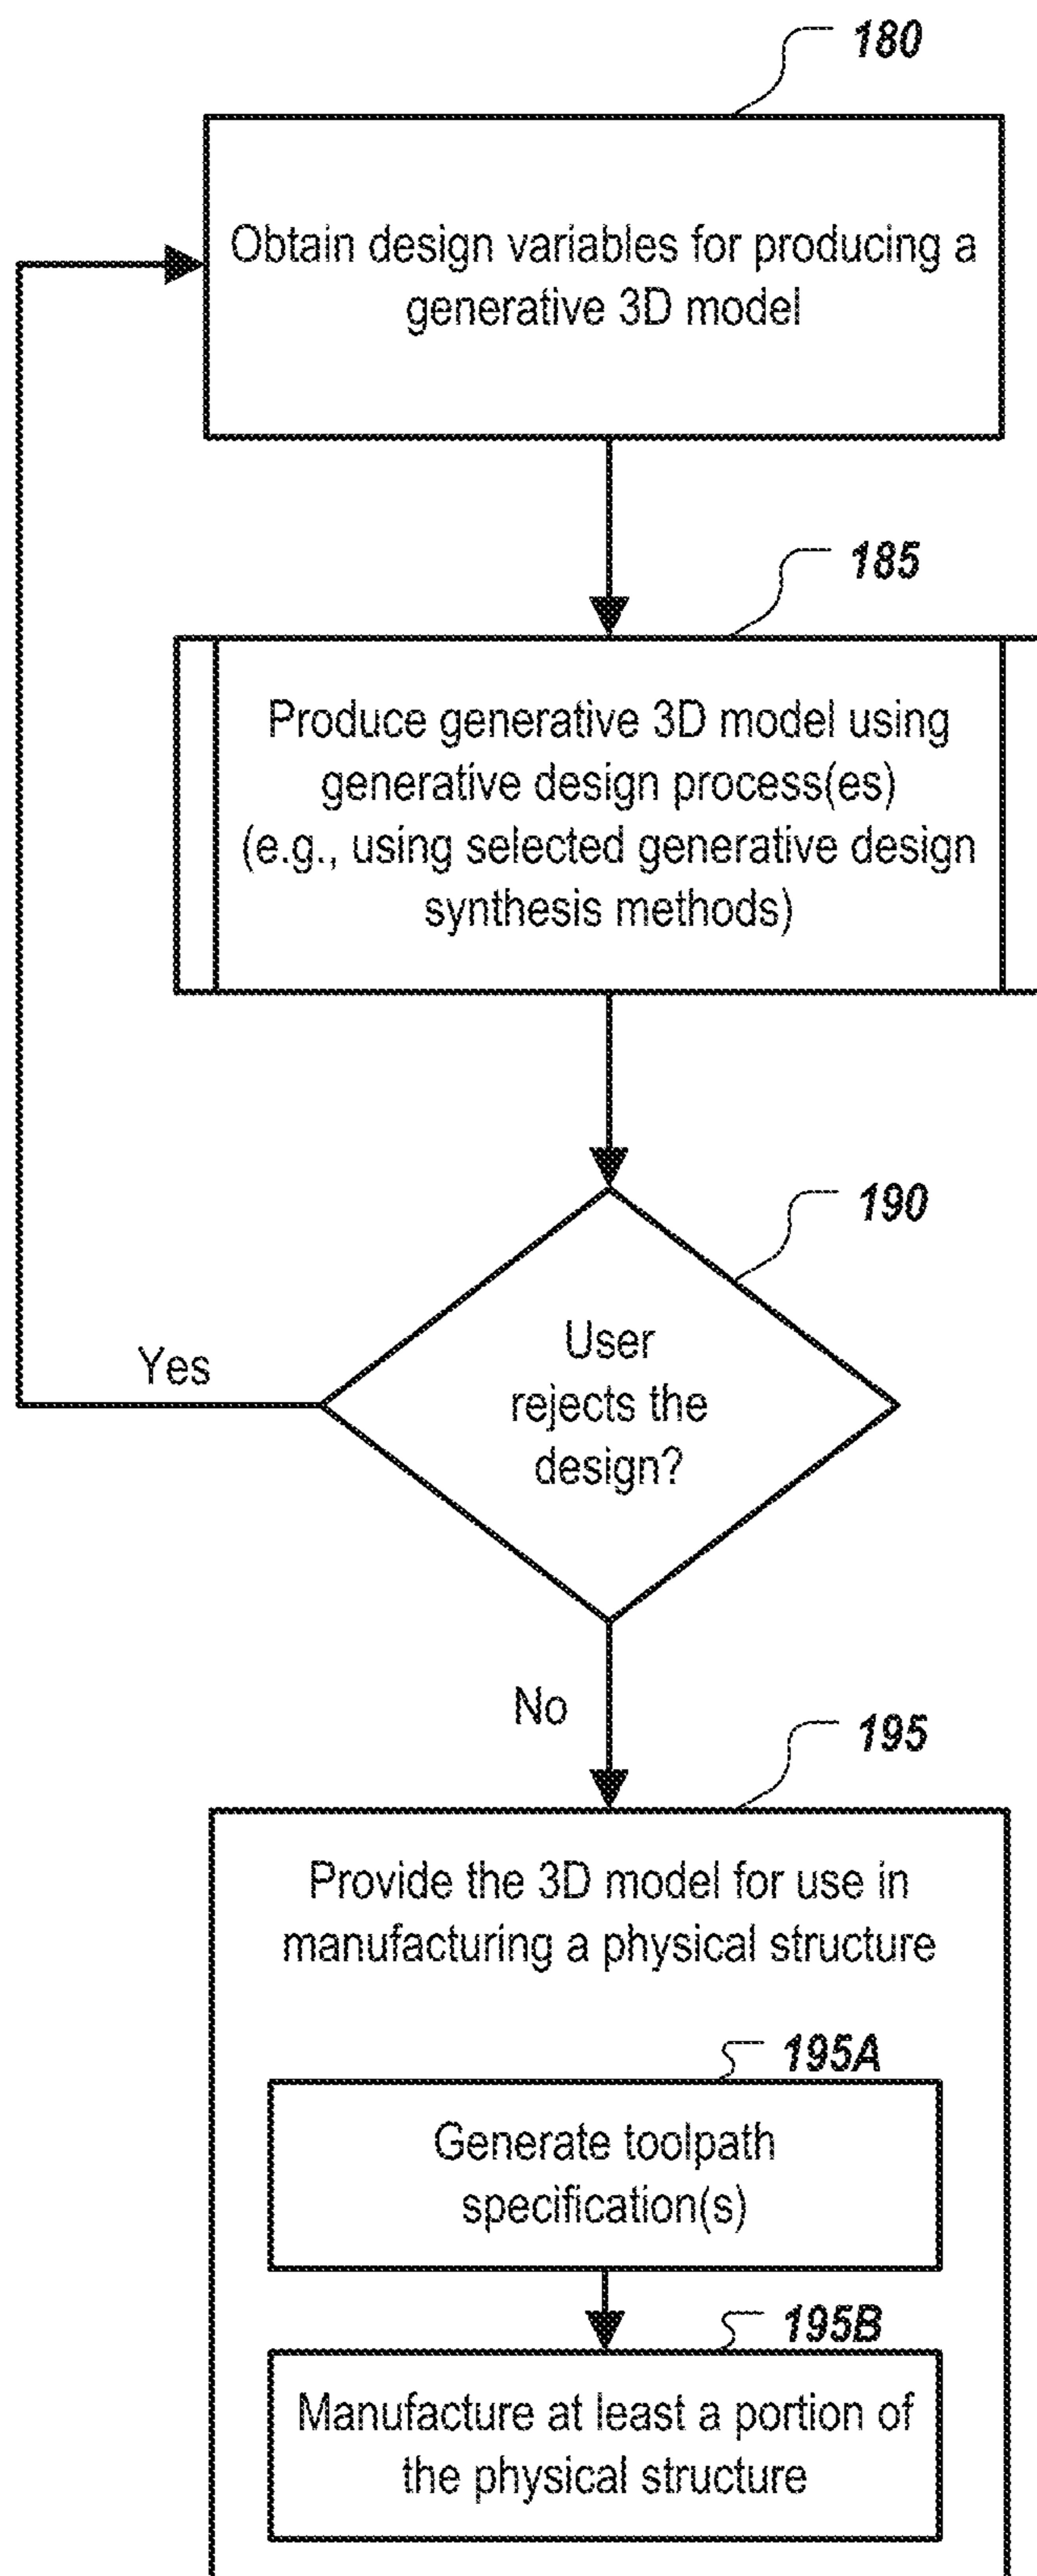 180
Obtain design variables for producing a
generative 3D model
185
Produce generative 3D model using
generative design process(es)
(e.g., using selected generative design
synthesis methods)
190
User
rejects the
design?
Yes
No
195
Provide the 3D model for use in
manufacturing a physical structure
195A
Generate toolpath
specification(s)
195B
Manufacture at least a portion of
the physical structure